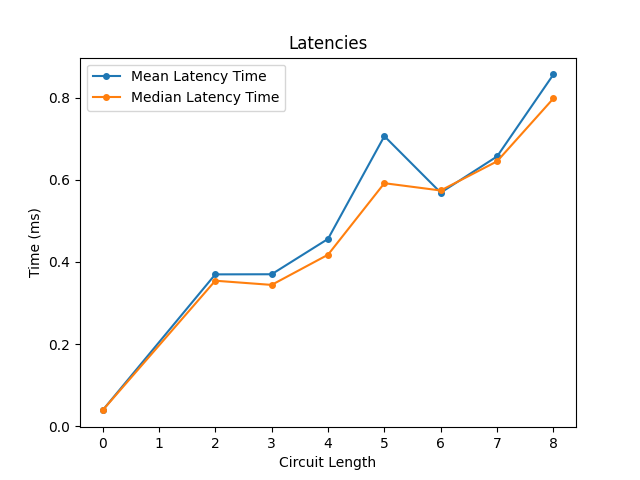 Latencies
Mean Latency Time
Median Latency Time
Time (ms)
0.8
0.6
0.4
0.2
0.0
0 1 2 3 4 5 6 7 8
Circuit Length